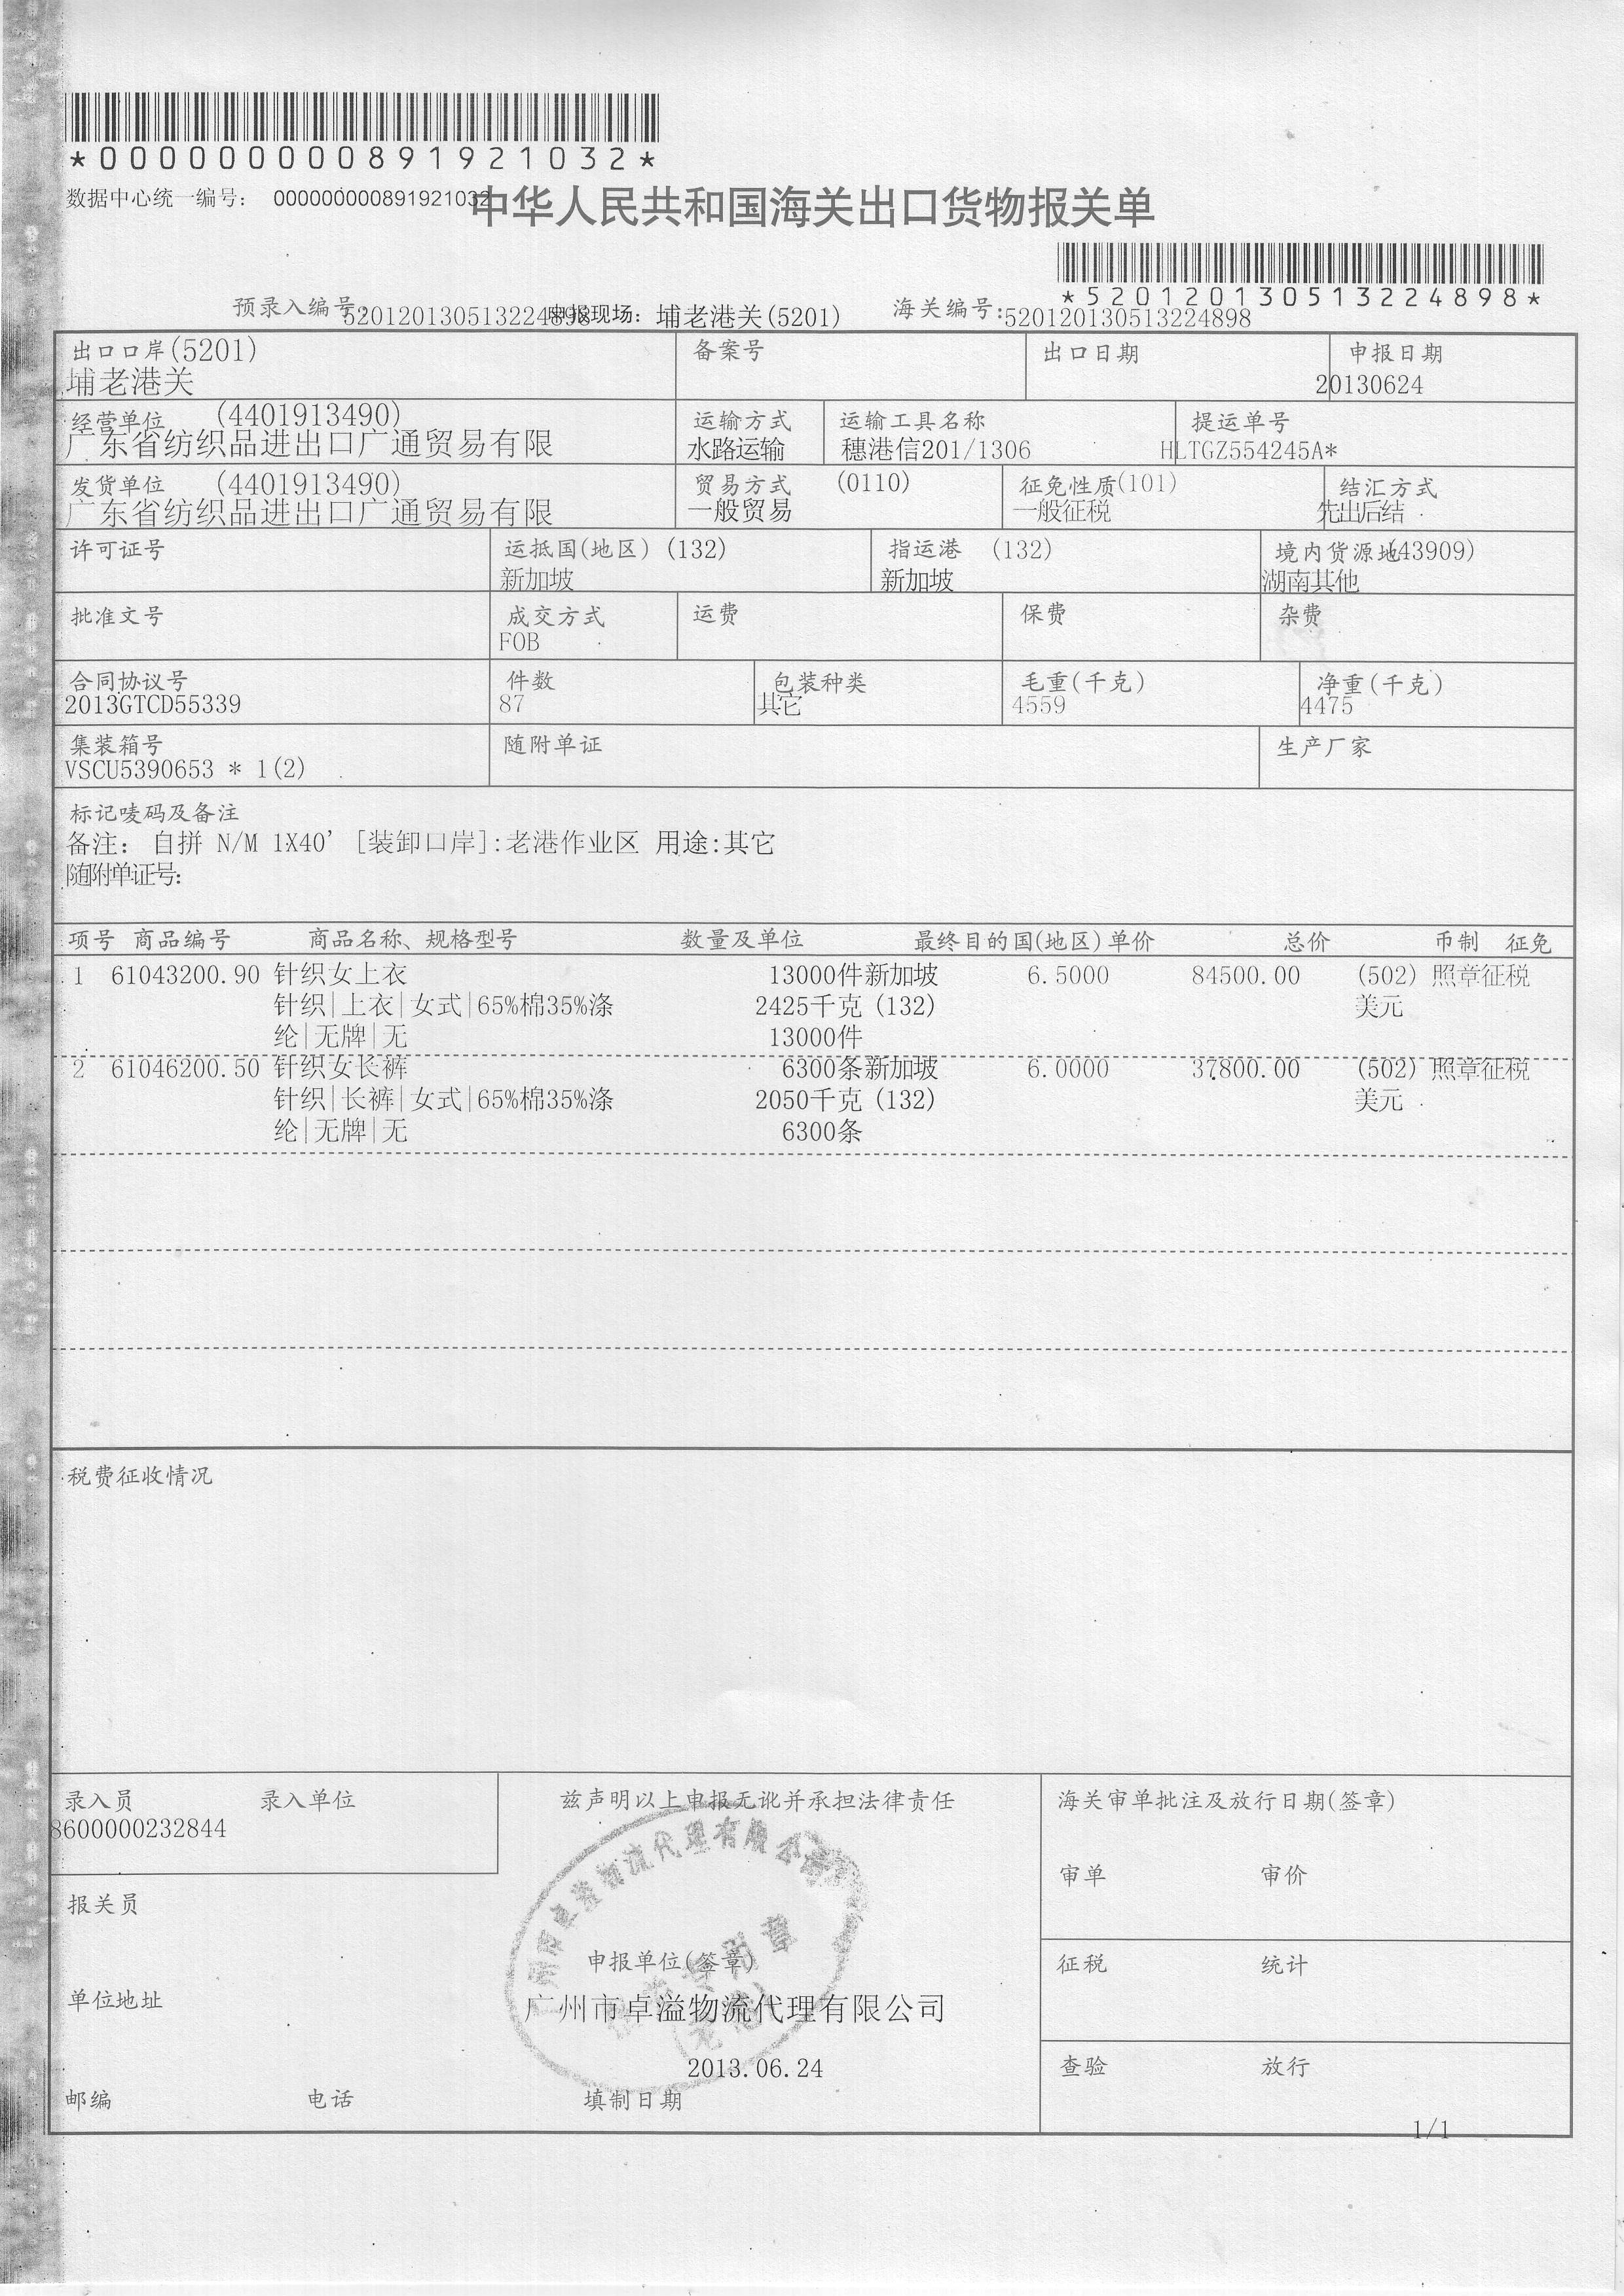 *000000000891921032*
数据中心统一编号: 000000000891921032
中华人民共和国海关出口货物报关单
*520120130513224898*
预录入编号: 520120130513224898 申报现场: 埔老港关(5201) 海关编号:520120130513224898
出口口岸(5201) 备案号 出口日期 申报日期
埔老港关 20130624
经营单位 (4401913490) 运输方式 运输工具名称 提运单号
广东省纺织品进出口广通贸易有限 水路运输 穗港信201/1306 HLTGZ554245A*
发货单位 (4401913490) 贸易方式 (0110) 征免性质(101) 结汇方式
广东省纺织品进出口广通贸易有限 一般贸易 一般征税 先出后结
许可证号 运抵国(地区) (132) 指运港 (132) 境内货源地(43909)
新加坡 新加坡 湖南其他
批准文号 成交方式 运费 保费 杂费
FOB
合同协议号 件数 包装种类 毛重(千克) 净重(千克)
2013GTCD55339 87 其它 4559 4475
集装箱号 随附单证 生产厂家
VSCU5390653 * 1(2)
标记唛码及备注
备注: 自拼 N/M 1X40' [装卸口岸]:老港作业区 用途:其它
随附单证号:
项号 商品编号 商品名称、规格型号 数量及单位 最终目的国(地区) 单价 总价 币制 征免
1 61043200.90 针织女上衣 13000件新加坡 6.5000 84500.00 (502) 照章征税
针织|上衣|女式|65%棉35%涤 2425千克 (132) 美元
纶|无牌|无 13000件
2 61046200.50 针织女长裤 6300条新加坡 6.0000 37800.00 (502) 照章征税
针织|长裤|女式|65%棉35%涤 2050千克 (132) 美元
纶|无牌|无 6300条
税费征收情况
录入员 录入单位 兹声明以上申报无讹并承担法律责任 海关审单批注及放行日期(签章)
8600000232844
审单 审价
报关员
申报单位(签章) 征税 统计
单位地址
广州市卓溢物流代理有限公司
2013.06.24 查验 放行
邮编 电话 填制日期
1/1